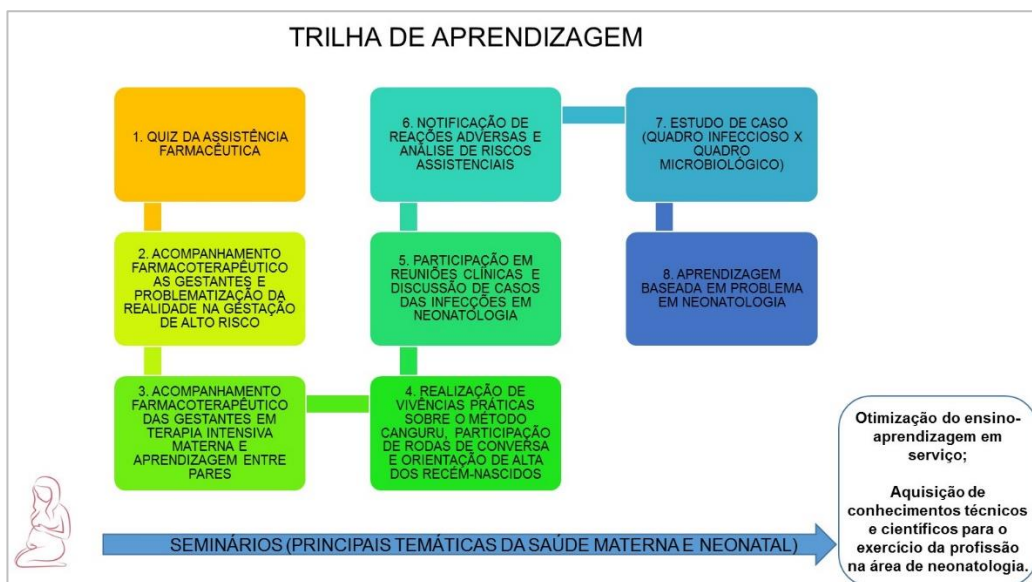 TRILHA DE APRENDIZAGEM
1. QUIZ DA ASSISTÊNCIA
FARMACÊUTICA
2. ACOMPANHAMENTO
FARMACOTERAPÊUTICO
AS GESTANTES E
PROBLEMATIZAÇÃO DA
REALIDADE NA GESTAÇÃO
DE ALTO RISCO
3. ACOMPANHAMENTO
FARMACOTERAPÊUTICO
DAS GESTANTES EM
TERAPIA INTENSIVA
MATERNA E
APRENDIZAGEM ENTRE
PARES
4. REALIZAÇÃO DE
VIVÊNCIAS PRÁTICAS
SOBRE O MÉTODO
CANGURU, PARTICIPAÇÃO
DE RODAS DE CONVERSA
E ORIENTAÇÃO DE ALTA
DOS RECÉM-NASCIDOS
5. PARTICIPAÇÃO EM
REUNIÕES CLÍNICAS E
DISCUSSÃO DE CASOS
DAS INFECÇÕES EM
NEONATOLOGIA
6. NOTIFICAÇÃO DE
REAÇÕES ADVERSAS E
ANÁLISE DE RISCOS
ASSISTENCIAIS
7. ESTUDO DE CASO
(QUADRO INFECCIOSO X
QUADRO
MICROBIOLÓGICO)
8. APRENDIZAGEM
BASEADA EM PROBLEMA
EM NEONATOLOGIA
SEMINÁRIOS (PRINCIPAIS TEMÁTICAS DA SAÚDE MATERNA E NEONATAL)
Otimização do ensino-
aprendizagem em
serviço;
Aquisição de
conhecimentos técnicos
e científicos para o
exercício da profissão
na área de neonatologia.